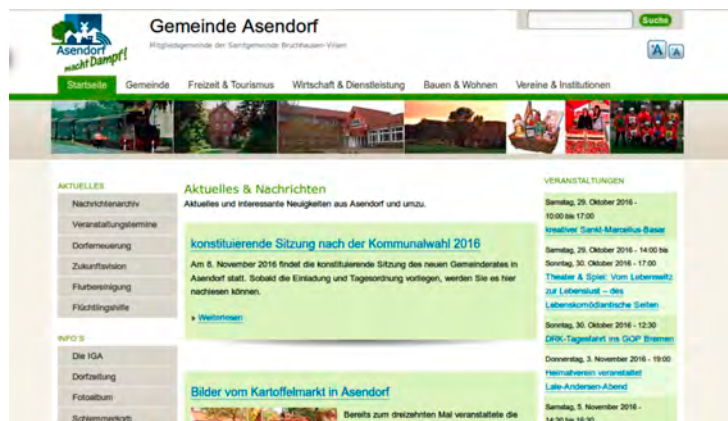 Asendorf
macht Dampf!
Gemeinde Asendorf
Mitgliedsgemeinde der Samtgemeinde Bruchhausen-Vilsen
Suche
A A
Startseite Gemeinde Freizeit & Tourismus Wirtschaft & Dienstleistung Bauen & Wohnen Vereine & Institutionen
AKTUELLES
Nachrichtenarchiv
Veranstaltungstermine
Dorferneuerung
Zukunftsvision
Flurbereinigung
Flüchtlingshilfe
INFO'S
Die IGA
Dorfzeitung
Fotoalbum
Schlemmerkorb
Aktuelles & Nachrichten
Aktuelles und interessante Neuigkeiten aus Asendorf und umzu.
konstituierende Sitzung nach der Kommunalwahl 2016
Am 8. November 2016 findet die konstituierende Sitzung des neuen Gemeinderates in
Asendorf statt. Sobald die Einladung und Tagesordnung vorliegen, werden Sie es hier
nachlesen können.
» Weiterlesen
Bilder vom Kartoffelmarkt in Asendorf
Bereits zum dreizehnten Mal veranstaltete die
VERANSTALTUNGEN
Samstag, 29. Oktober 2016 -
10:00 bis 17:00
kreativer Sankt-Marcellus-Basar
Samstag, 29. Oktober 2016 - 14:00 bis
Sonntag, 30. Oktober 2016 - 17:00
Theater & Spiel: Vom Lebenswitz
zur Lebenslust – des
Lebenskomödiantische Seiten
Sonntag, 30. Oktober 2016 - 12:30
DRK-Tagesfahrt ins GOP Bremen
Donnerstag, 3. November 2016 - 19:00
Heimatverein veranstaltet
Lale-Andersen-Abend
Samstag, 5. November 2016 -
14:30 bis 16:30